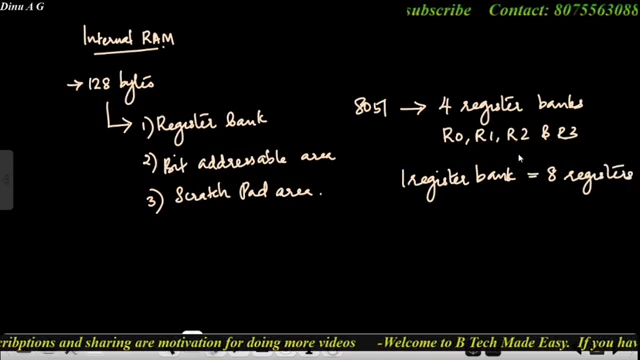 Dinu A G
subscribe Contact: 8075563088
Internal RAM
→ 128 bytes
1) Register bank
2) Bit addressable area
3) Scratch Pad area.
8051 → 4 register banks
R0, R1, R2 & R3
1 register bank = 8 registers
scribptions and sharing are motivation for doing more videos -Welcome to B Tech Made Easy. If you hav